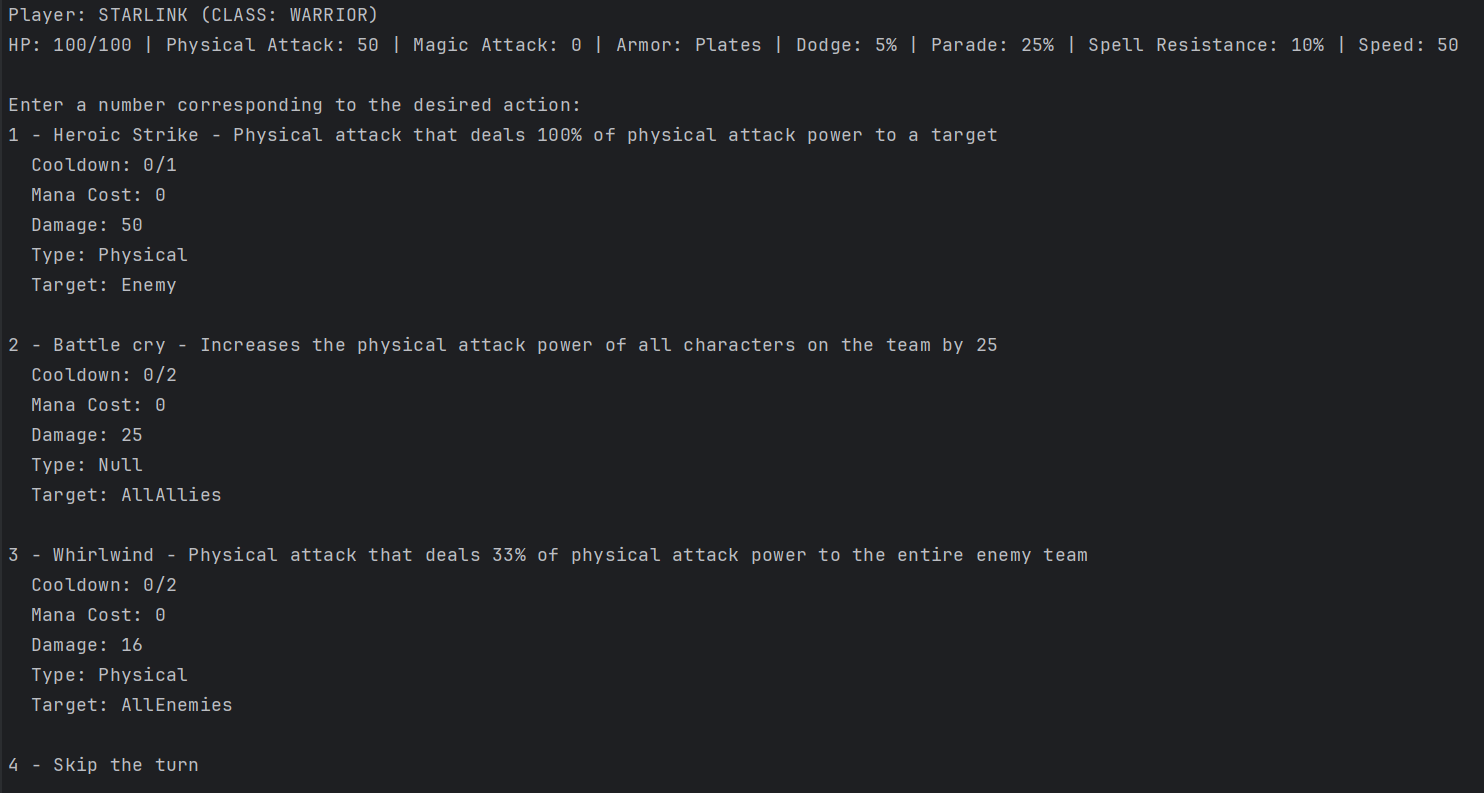 Player: STARLINK (CLASS: WARRIOR)
HP: 100/100 | Physical Attack: 50 | Magic Attack: 0 | Armor: Plates | Dodge: 5% | Parade: 25% | Spell Resistance: 10% | Speed: 50
Enter a number corresponding to the desired action:
1 - Heroic Strike - Physical attack that deals 100% of physical attack power to a target
Cooldown: 0/1
Mana Cost: 0
Damage: 50
Type: Physical
Target: Enemy
2 - Battle cry - Increases the physical attack power of all characters on the team by 25
Cooldown: 0/2
Mana Cost: 0
Damage: 25
Type: Null
Target: AllAllies
3 - Whirlwind - Physical attack that deals 33% of physical attack power to the entire enemy team
Cooldown: 0/2
Mana Cost: 0
Damage: 16
Type: Physical
Target: AllEnemies
4 - Skip the turn